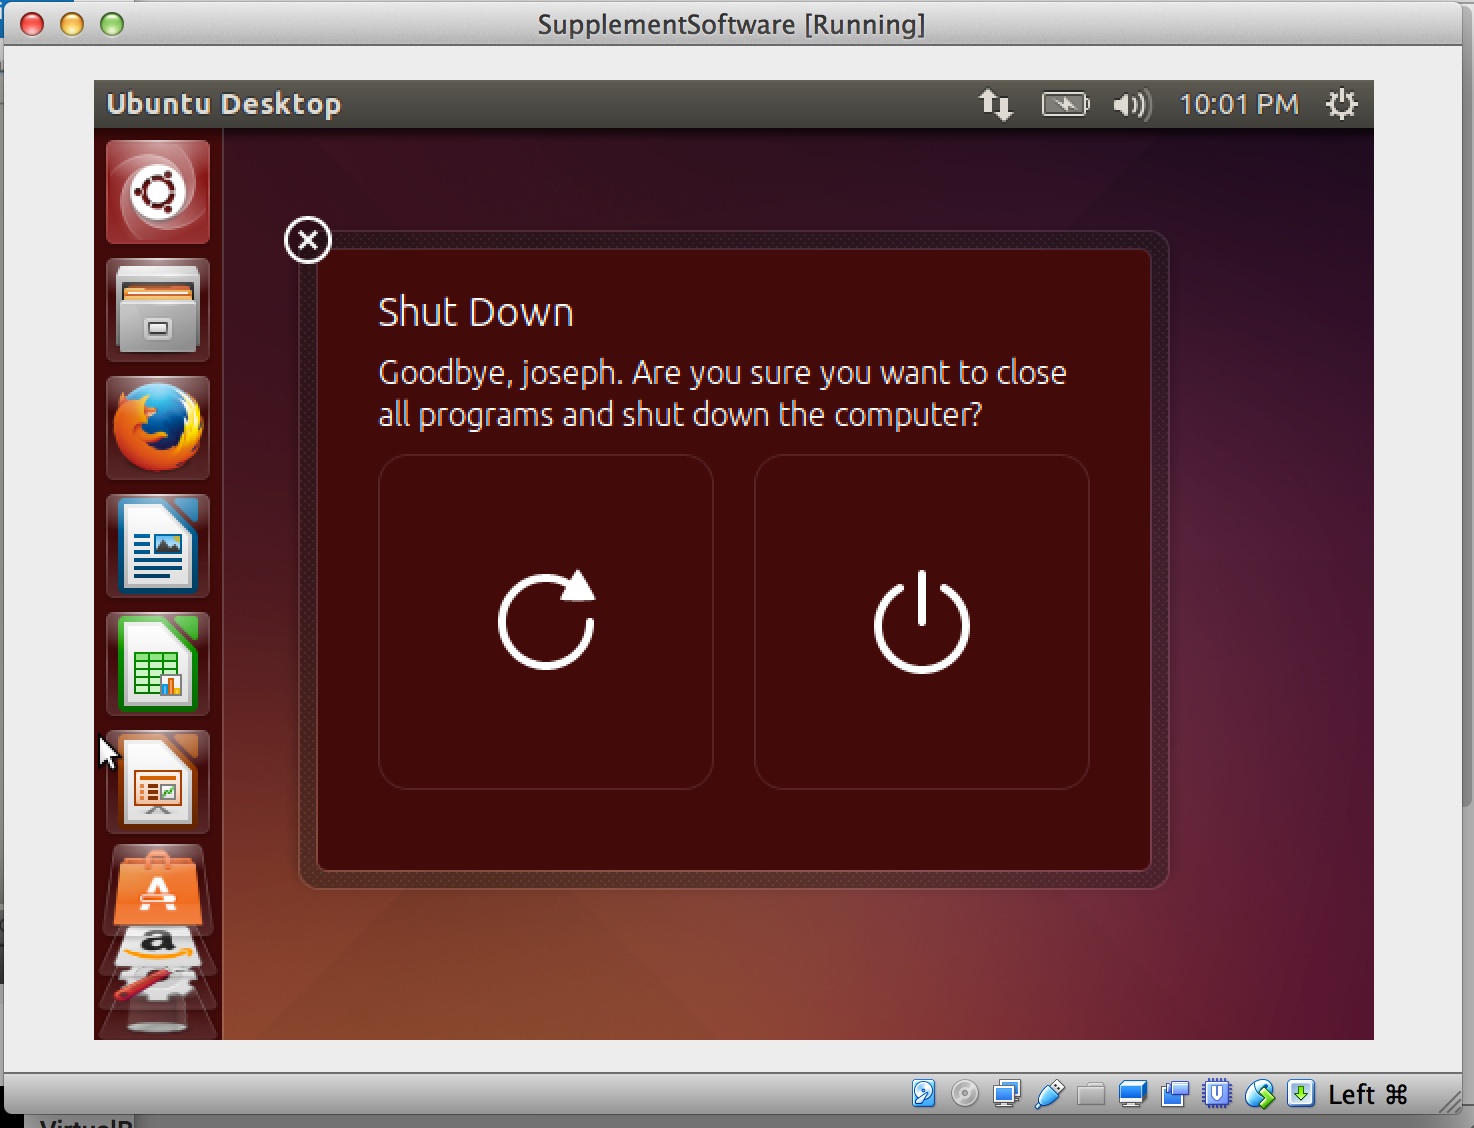 SupplementSoftware [Running]
Ubuntu Desktop
10:01 PM
Shut Down
Goodbye, joseph. Are you sure you want to close
all programs and shut down the computer?
Left ⌘